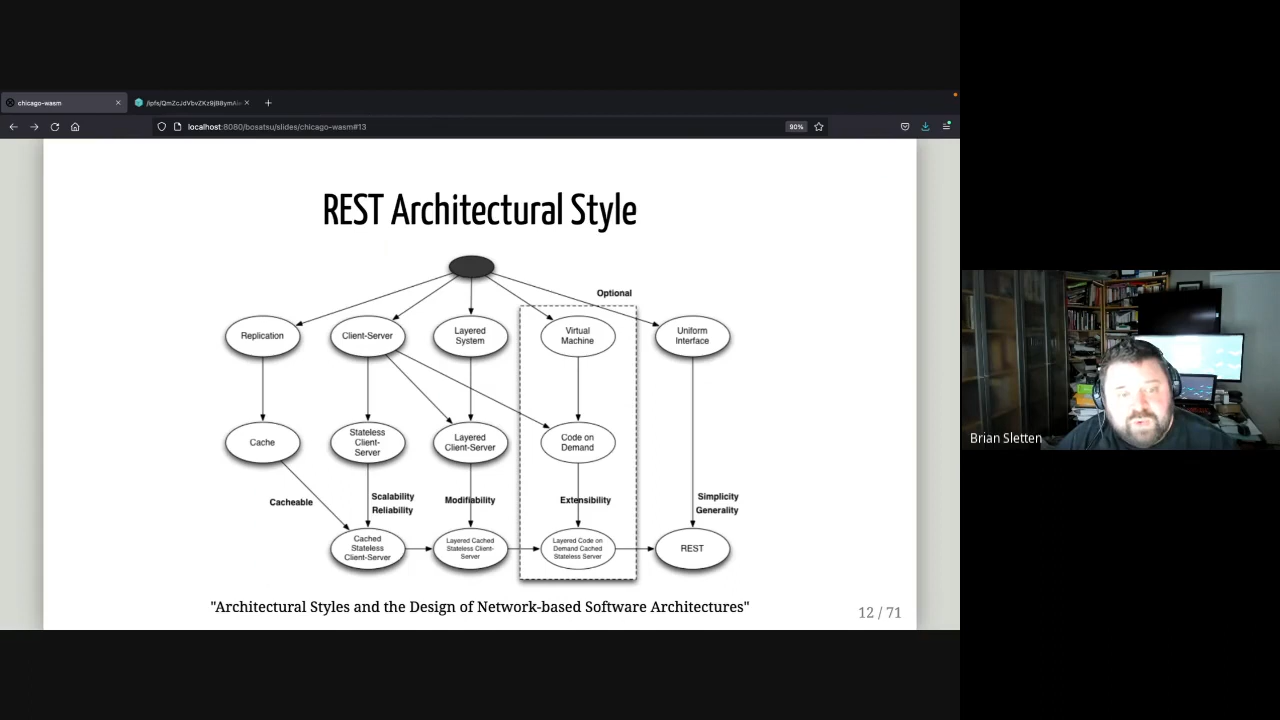 chicago-wasm
localhost:8080/bosatsu/slides/chicago-wasm#13
90%
REST Architectural Style
Optional
Replication
Client-Server
Layered
System
Virtual
Machine
Uniform
Interface
Cache
Stateless
Client-
Server
Layered
Client-Server
Code on
Demand
Cacheable
Scalability
Reliability
Modifiability
Extensibility
Simplicity
Generality
Cached
Stateless
Client-Server
Layered Cached
Stateless Client-
Server
Layered Code on
Demand Cached
Stateless Server
REST
"Architectural Styles and the Design of Network-based Software Architectures"
12 / 71
Brian Sletten